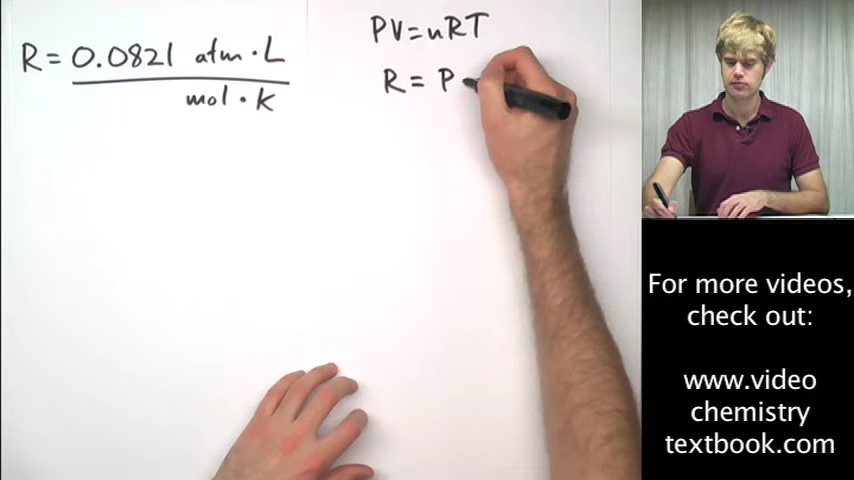 R = 0.0821 atm · L
mol · K
PV = nRT
R = P
For more videos,
check out:
www.video
chemistry
textbook.com